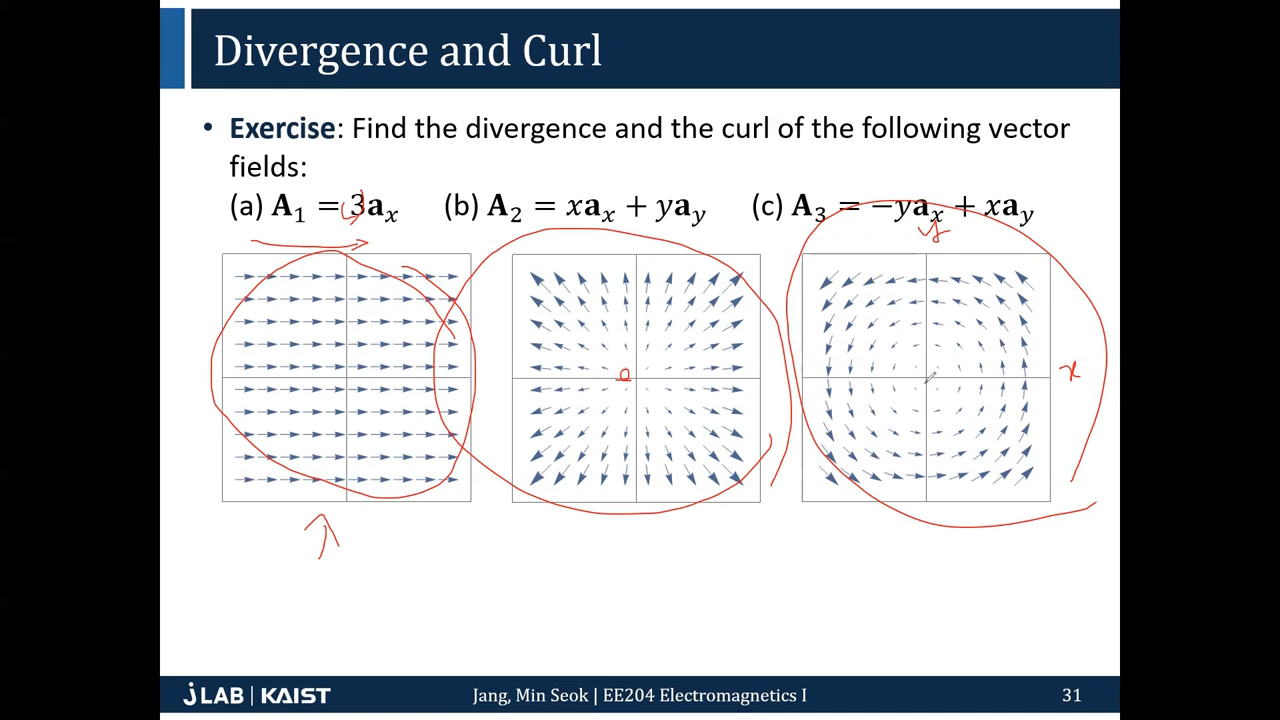 Divergence and Curl
• Exercise: Find the divergence and the curl of the following vector
fields:
(a) A₁ = 3aₓ (b) A₂ = xaₓ + yaᵧ (c) A₃ = −yaₓ + xaᵧ
y
0
x
JLAB | KAIST
Jang, Min Seok | EE204 Electromagnetics I
31